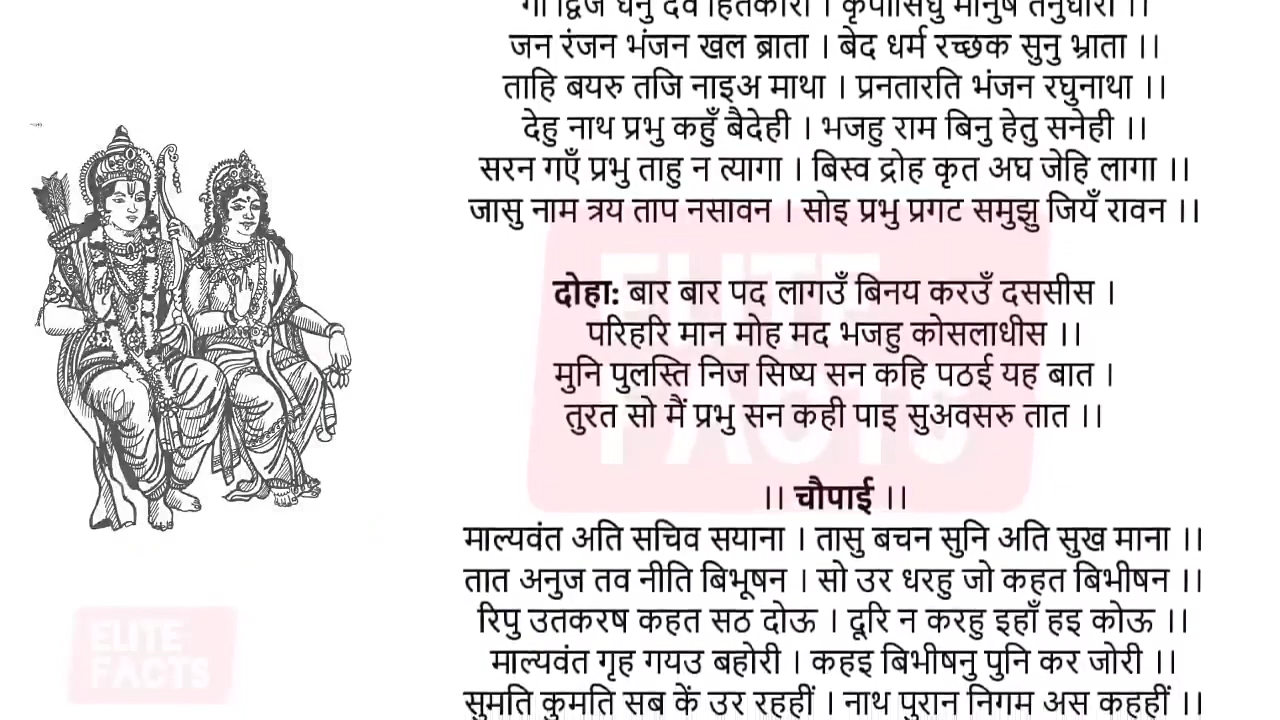 गो द्विज धेनु देव हितकारी । कृपासिंधु मानुष तनुधारी ।।
जन रंजन भंजन खल ब्राता । बेद धर्म रच्छक सुनु भ्राता ।।
ताहि बयरु तजि नाइअ माथा । प्रनतारति भंजन रघुनाथा ।।
देहु नाथ प्रभु कहुँ बैदेही । भजहु राम बिनु हेतु सनेही ।।
सरन गएँ प्रभु ताहु न त्यागा । बिस्व द्रोह कृत अघ जेहि लागा ।।
जासु नाम त्रय ताप नसावन । सोइ प्रभु प्रगट समुझु जियँ रावन ।।
दोहा: बार बार पद लागउँ बिनय करउँ दससीस ।
परिहरि मान मोह मद भजहु कोसलाधीस ।।
मुनि पुलस्ति निज सिष्य सन कहि पठई यह बात ।
तुरत सो मैं प्रभु सन कही पाइ सुअवसरु तात ।।
।। चौपाई ।।
माल्यवंत अति सचिव सयाना । तासु बचन सुनि अति सुख माना ।।
तात अनुज तव नीति बिभूषन । सो उर धरहु जो कहत बिभीषन ।।
रिपु उतकरष कहत सठ दोऊ । दूरि न करहु इहाँ हइ कोऊ ।।
माल्यवंत गृह गयउ बहोरी । कहइ बिभीषनु पुनि कर जोरी ।।
सुमति कुमति सब कें उर रहहीं । नाथ पुरान निगम अस कहहीं ।।
ELITE
FACTS
ELITE
FACTS